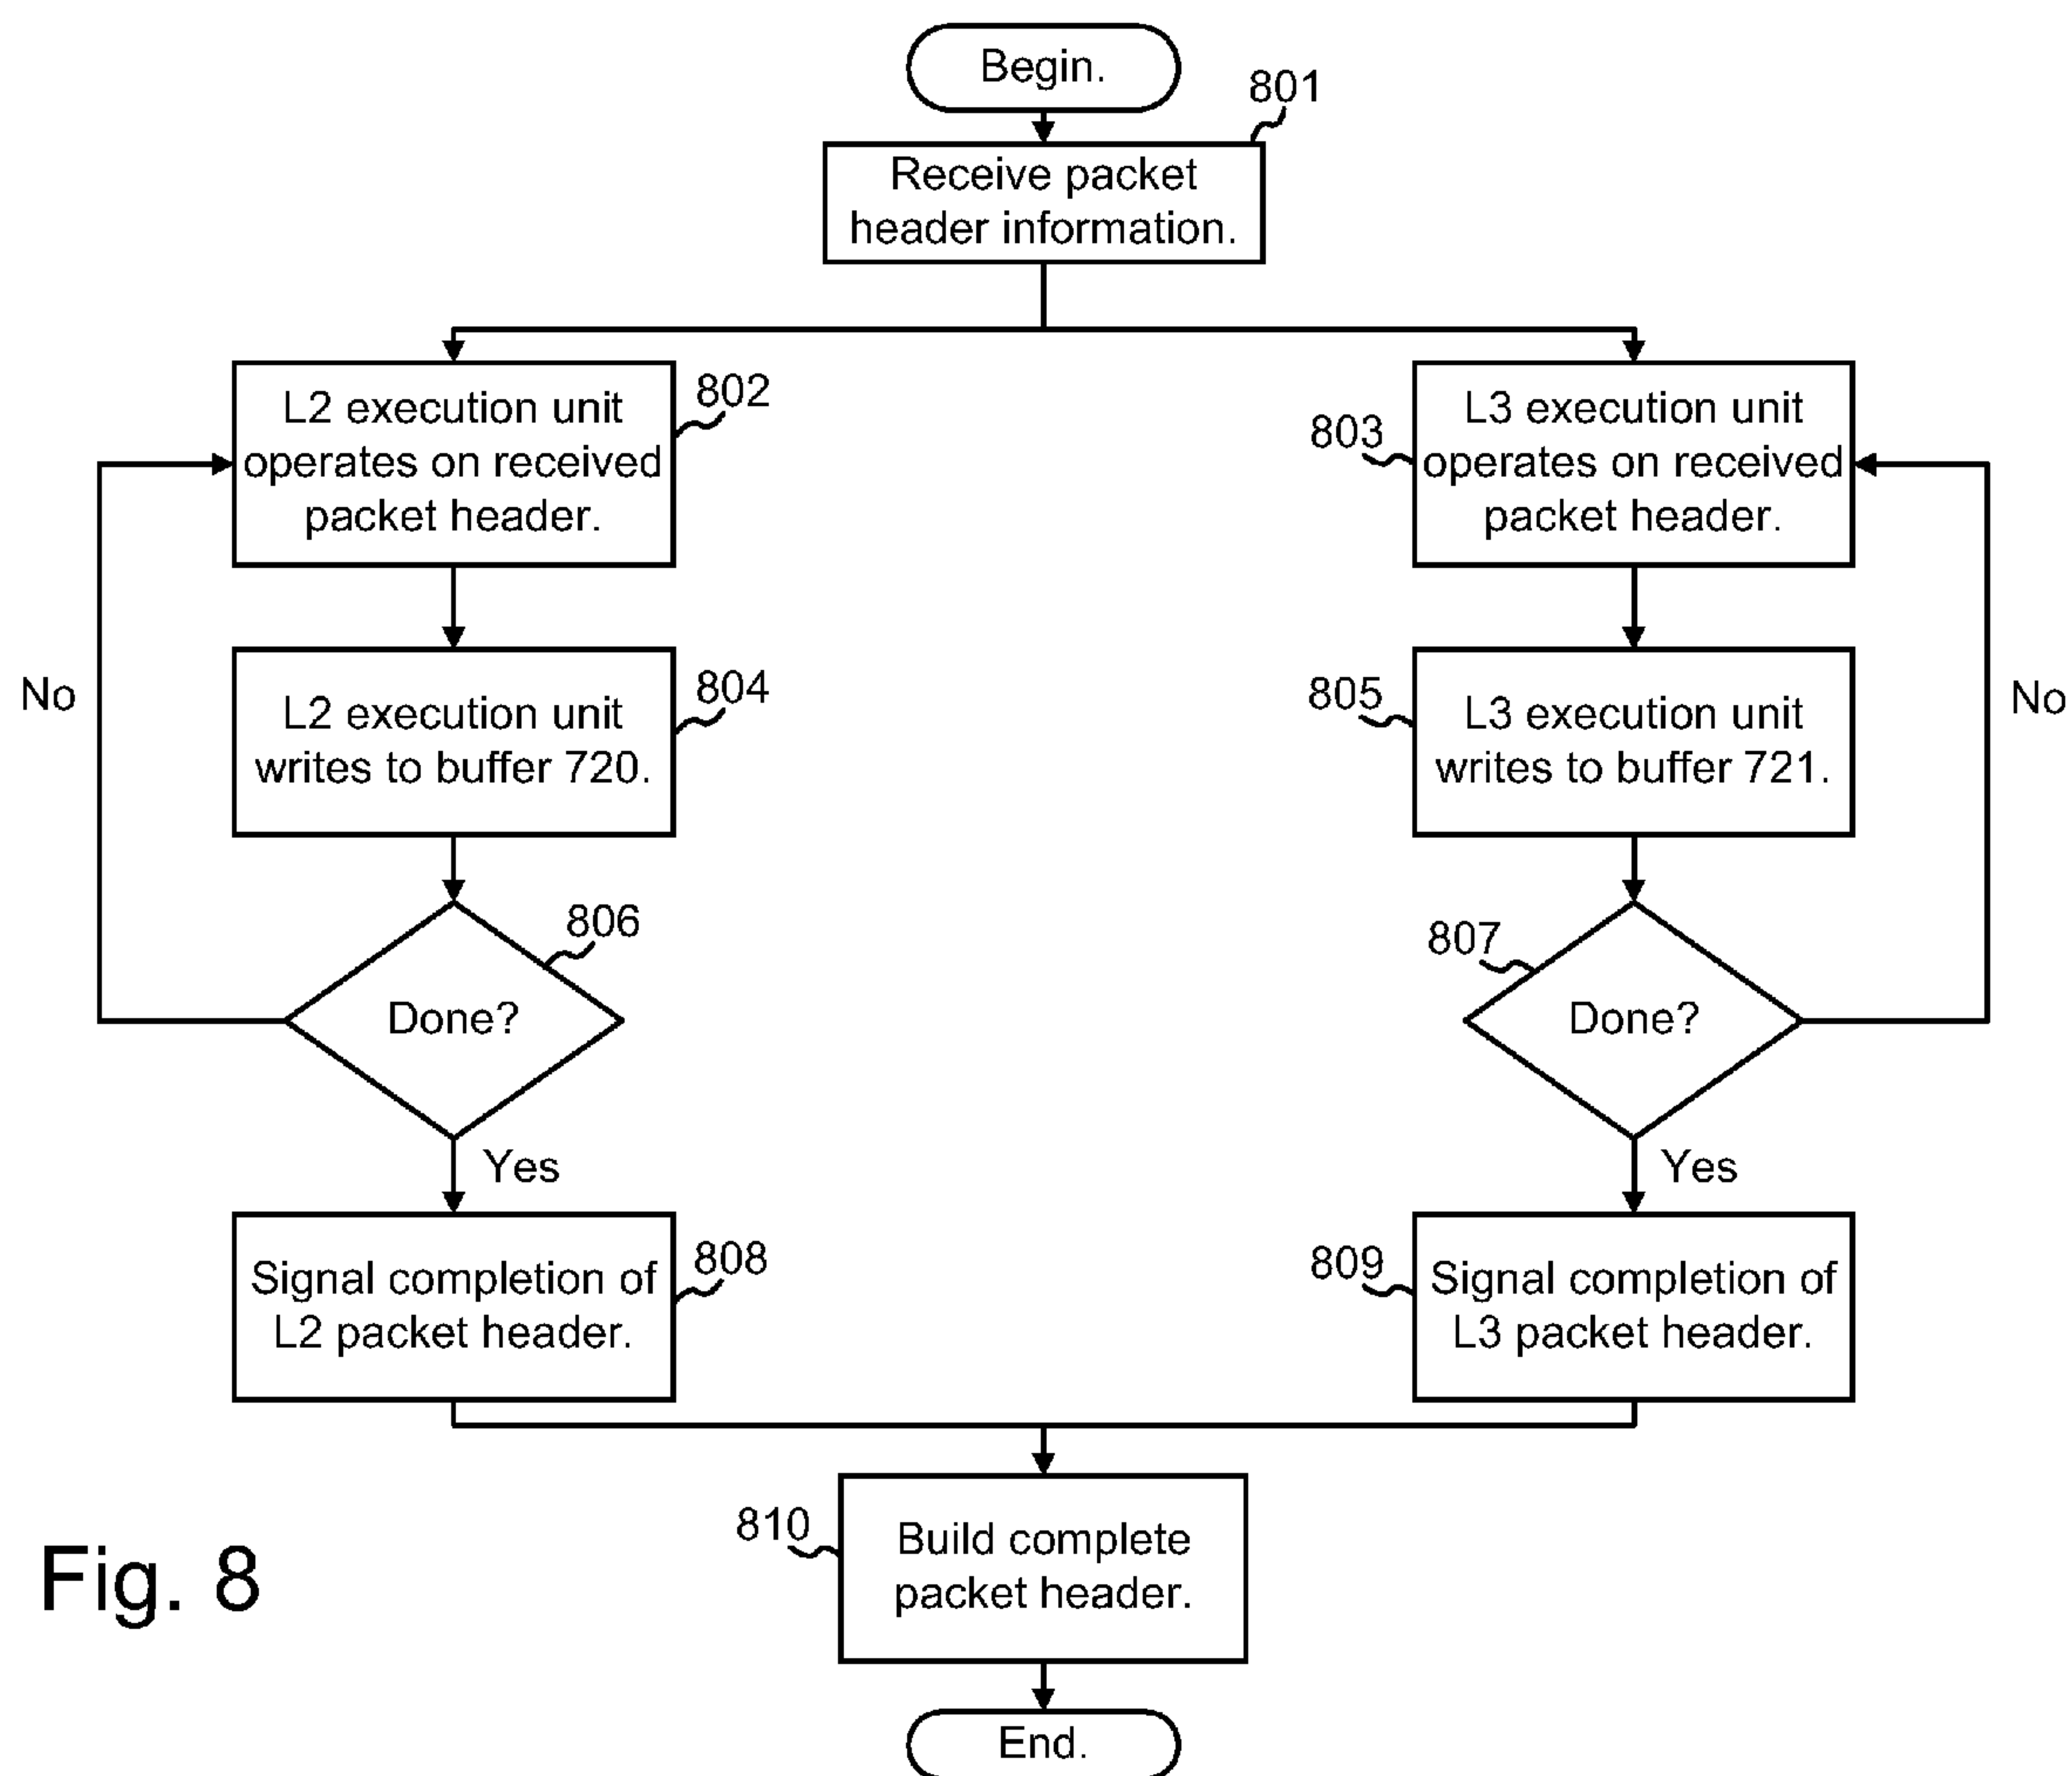 Begin.
801
Receive packet
header information.
L2 execution unit
operates on received
packet header.
802
803
L3 execution unit
operates on received
packet header.
No
L2 execution unit
writes to buffer 720.
804
805
L3 execution unit
writes to buffer 721.
No
806
Done?
807
Done?
Yes
Yes
Signal completion of
L2 packet header.
808
809
Signal completion of
L3 packet header.
810
Build complete
packet header.
Fig. 8
End.